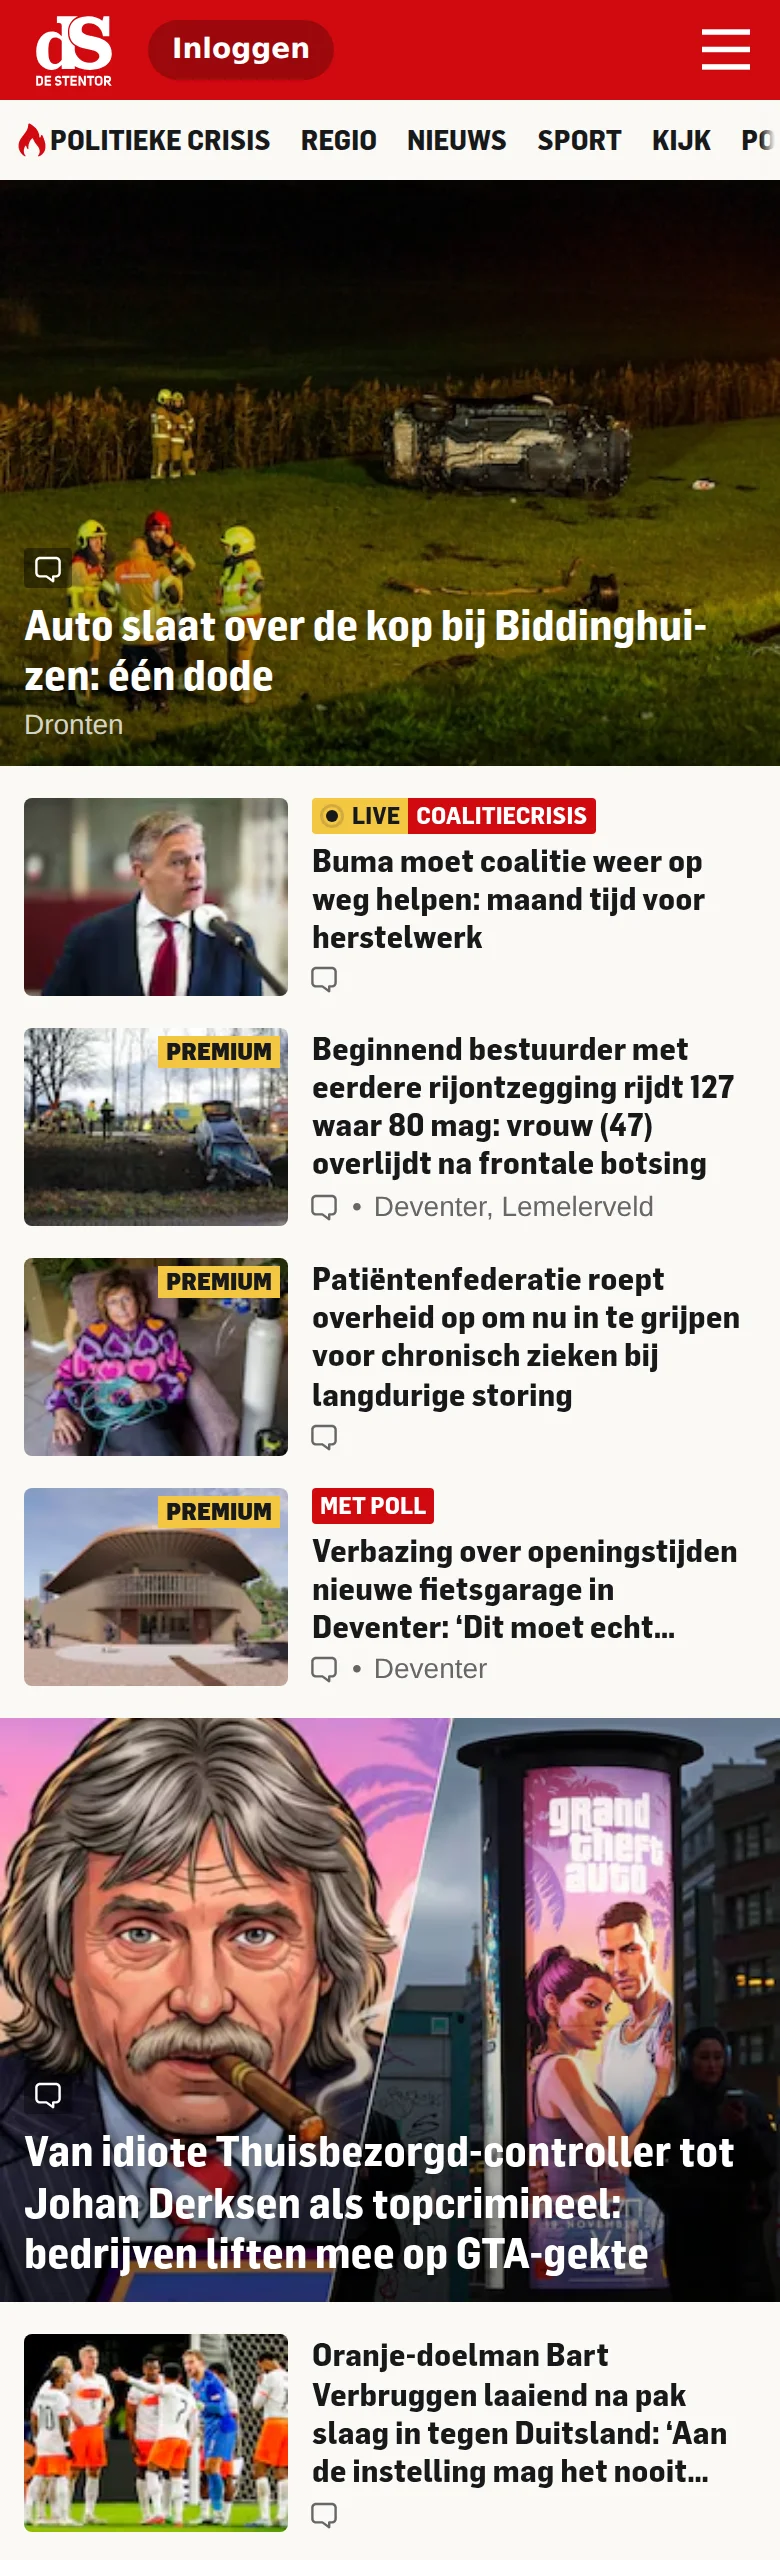 dS
DE STENTOR
Inloggen
POLITIEKE CRISIS REGIO NIEUWS SPORT KIJK PO
Auto slaat over de kop bij Biddinghui-
zen: één dode
Dronten
LIVE COALITIECRISIS
Buma moet coalitie weer op
weg helpen: maand tijd voor
herstelwerk
PREMIUM
Beginnend bestuurder met
eerdere rijontzegging rijdt 127
waar 80 mag: vrouw (47)
overlijdt na frontale botsing
• Deventer, Lemelerveld
PREMIUM
Patiëntenfederatie roept
overheid op om nu in te grijpen
voor chronisch zieken bij
langdurige storing
PREMIUM
MET POLL
Verbazing over openingstijden
nieuwe fietsgarage in
Deventer: ‘Dit moet echt...
• Deventer
grand
theft
auto
Van idiote Thuisbezorgd-controller tot
Johan Derksen als topcrimineel:
bedrijven liften mee op GTA-gekte
Oranje-doelman Bart
Verbruggen laaiend na pak
slaag in tegen Duitsland: ‘Aan
de instelling mag het nooit...